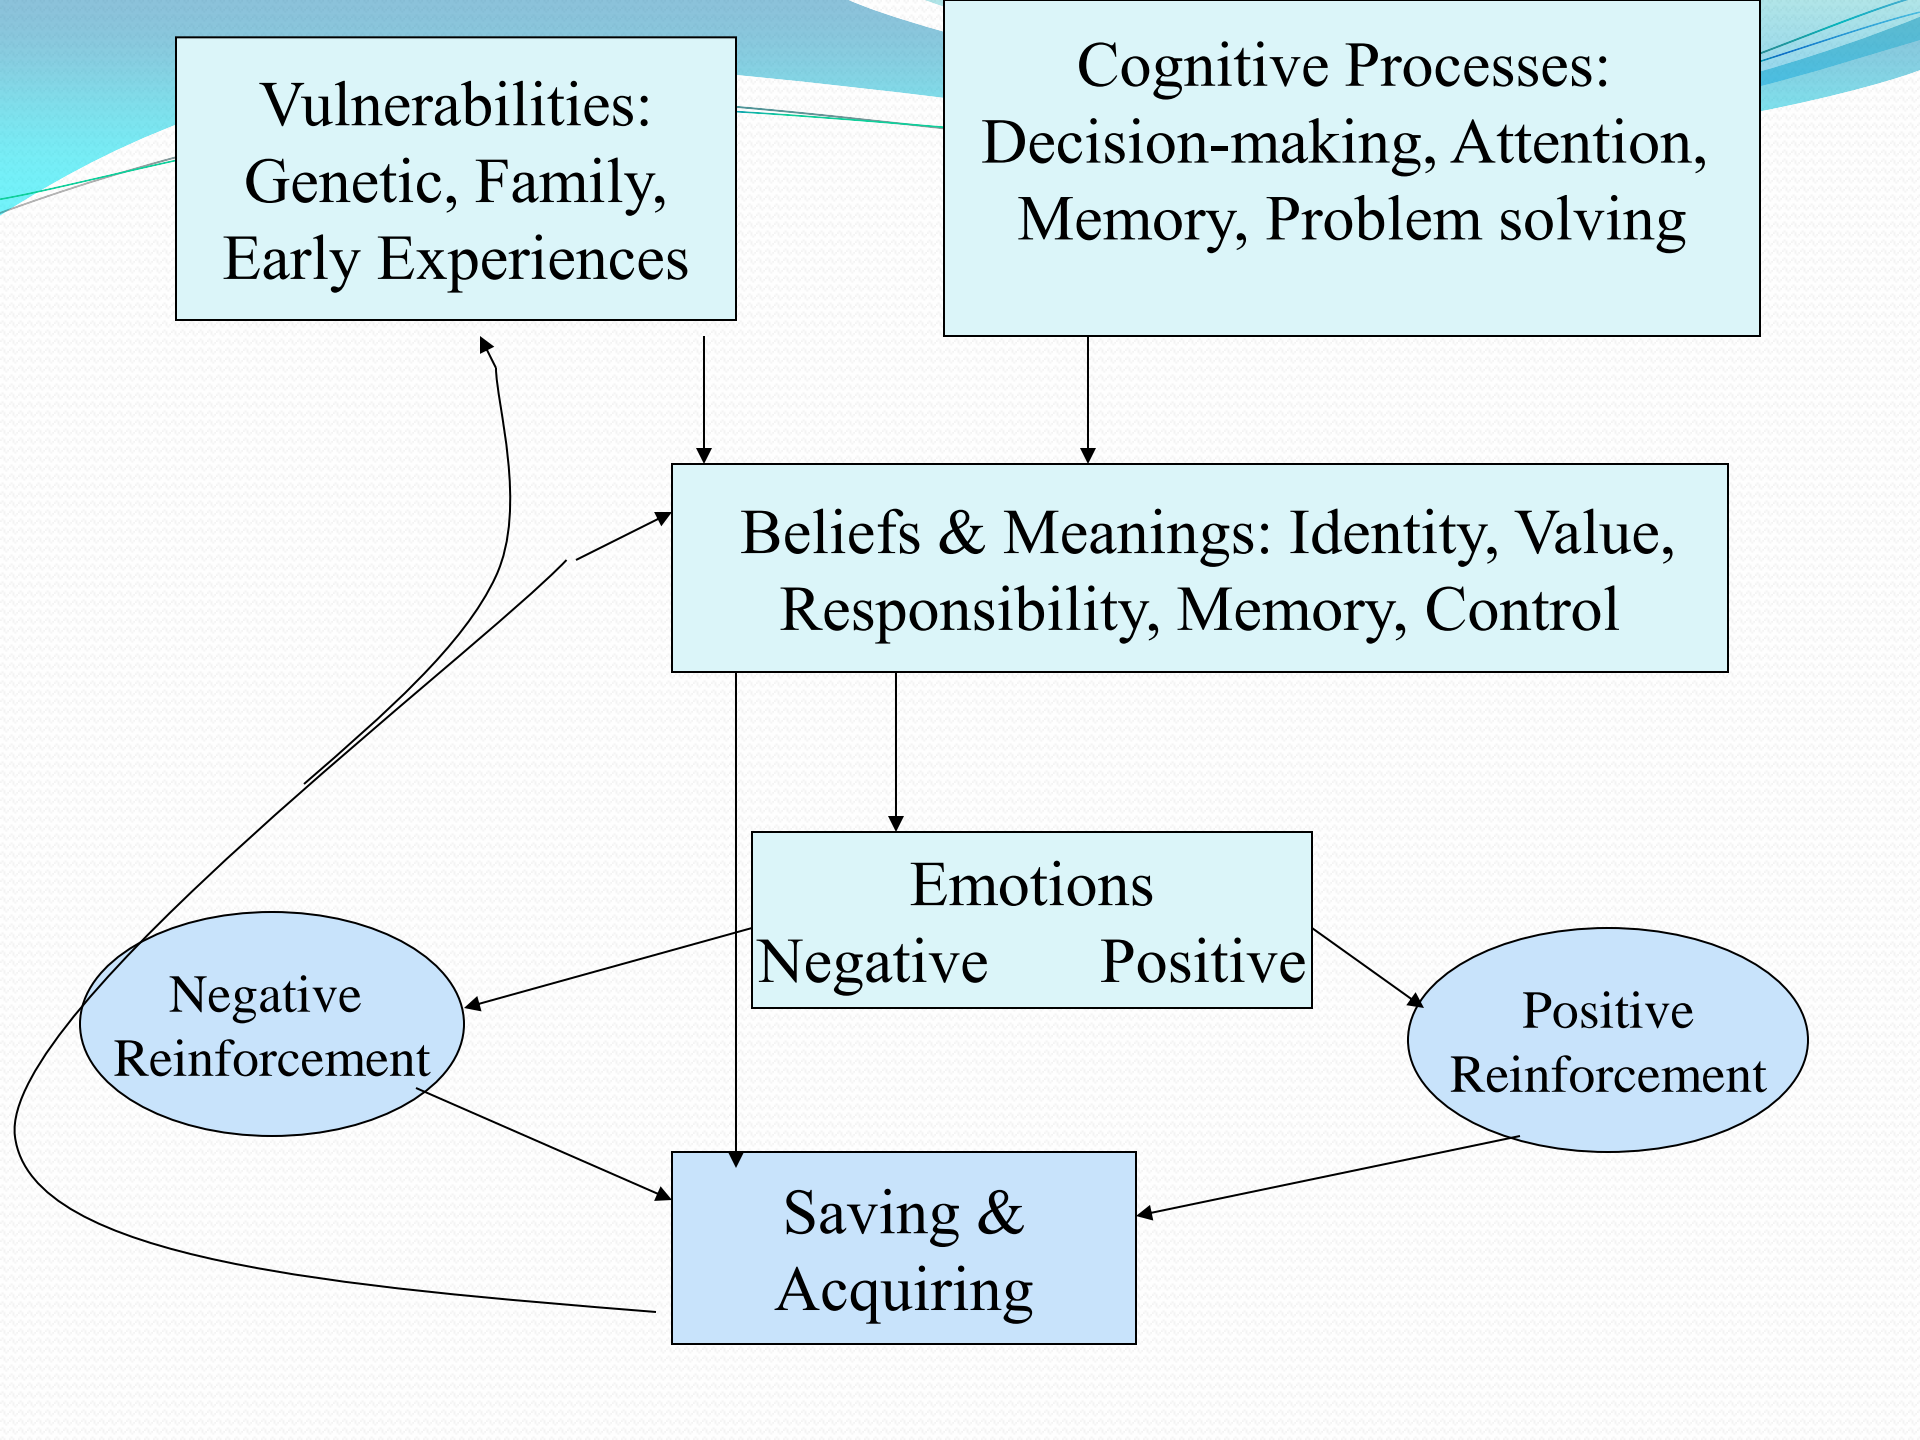 Vulnerabilities:
Genetic, Family,
Early Experiences
Cognitive Processes:
Decision-making, Attention,
Memory, Problem solving
Beliefs & Meanings: Identity, Value,
Responsibility, Memory, Control
Emotions
Negative Positive
Negative
Reinforcement
Positive
Reinforcement
Saving &
Acquiring